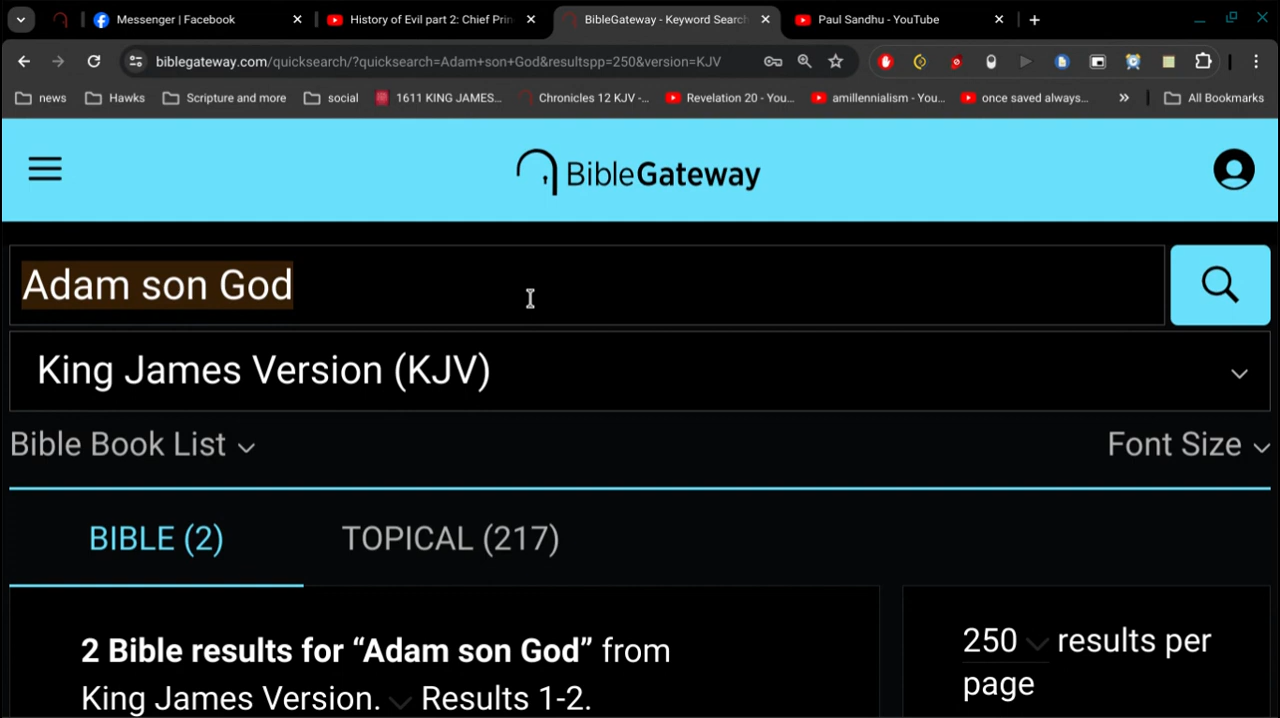 Messenger | Facebook
History of Evil part 2: Chief Prin
BibleGateway - Keyword Search
Paul Sandhu - YouTube
biblegateway.com/quicksearch/?quicksearch=Adam+son+God&resultspp=250&version=KJV
news
Hawks
Scripture and more
social
1611 KING JAMES...
Chronicles 12 KJV -...
Revelation 20 - You...
amillennialism - You...
once saved always...
All Bookmarks
BibleGateway
Adam son God
King James Version (KJV)
Bible Book List
Font Size
BIBLE (2)
TOPICAL (217)
2 Bible results for “Adam son God” from
King James Version. Results 1-2.
250 results per
page